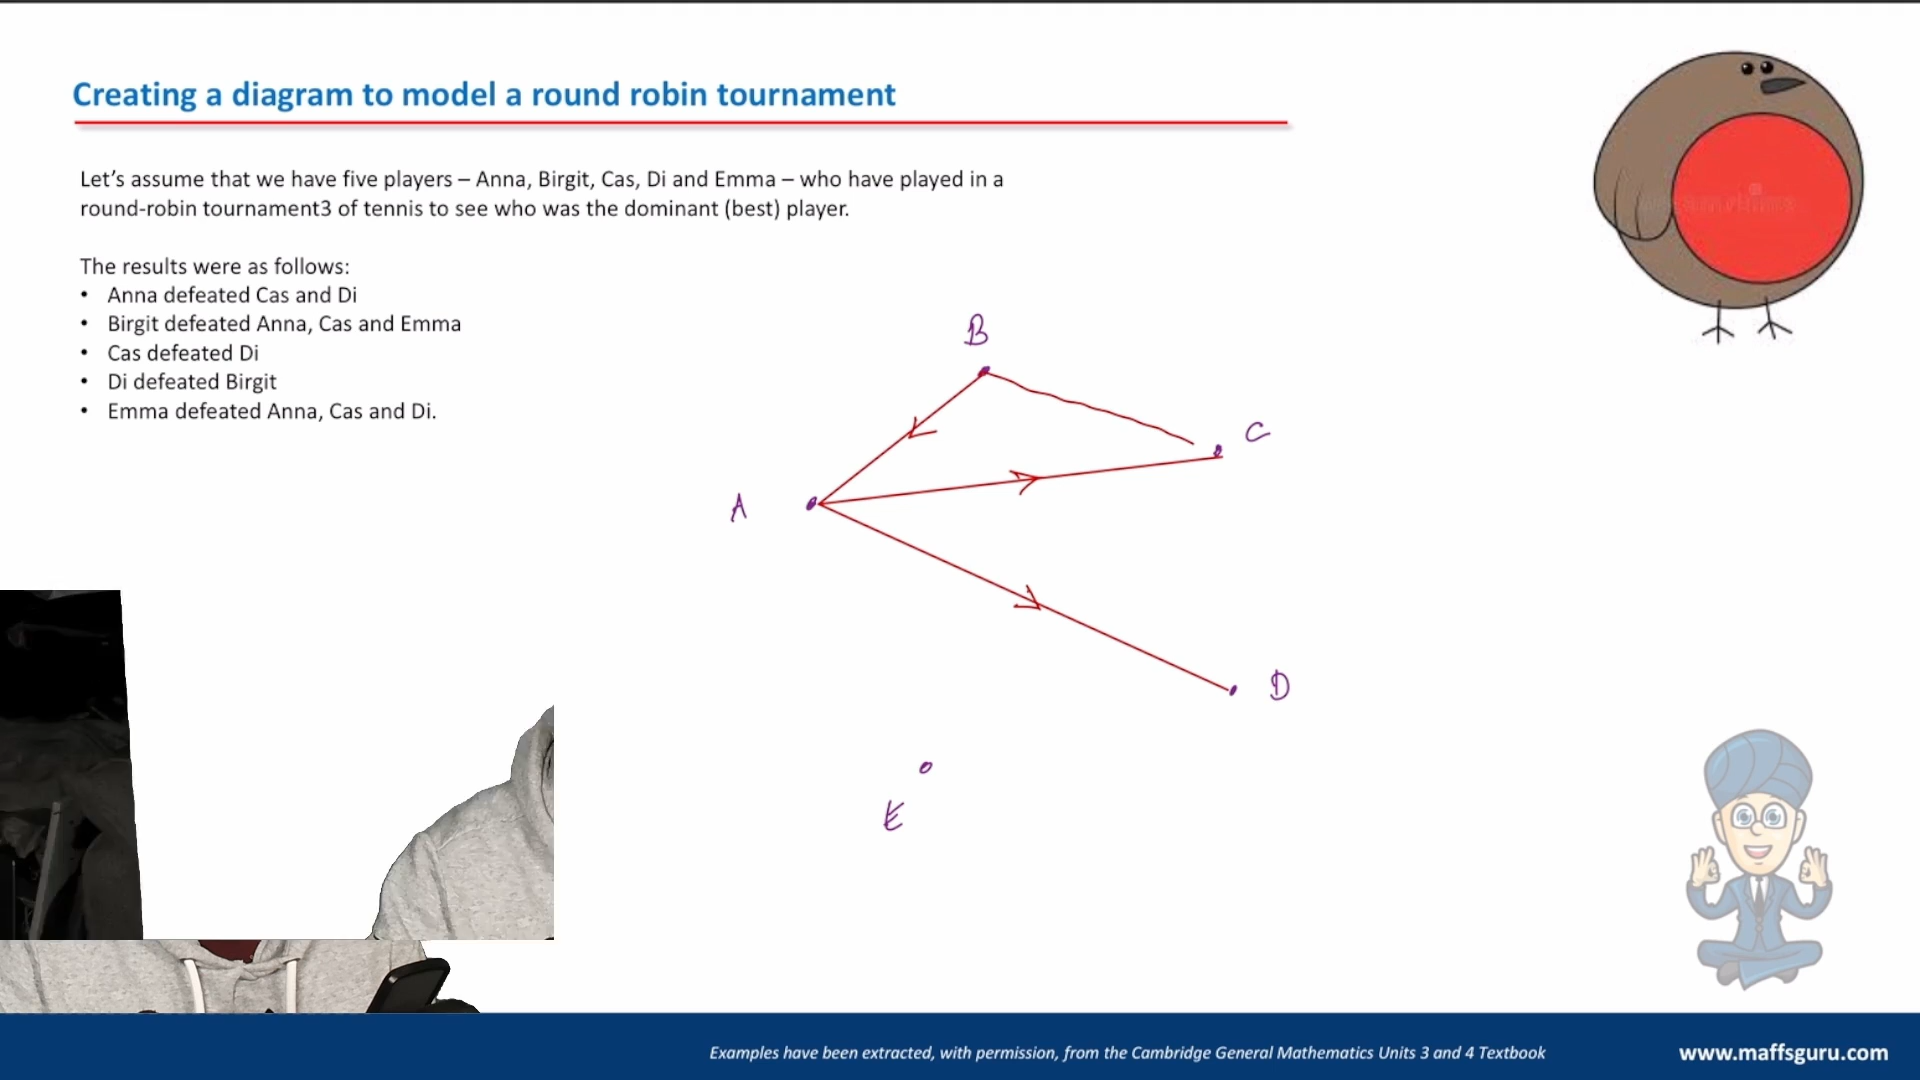 Creating a diagram to model a round robin tournament
Let's assume that we have five players – Anna, Birgit, Cas, Di and Emma – who have played in a
round-robin tournament3 of tennis to see who was the dominant (best) player.
The results were as follows:
• Anna defeated Cas and Di
• Birgit defeated Anna, Cas and Emma
• Cas defeated Di
• Di defeated Birgit
• Emma defeated Anna, Cas and Di.
B
C
A
D
E
Examples have been extracted, with permission, from the Cambridge General Mathematics Units 3 and 4 Textbook
www.maffsguru.com